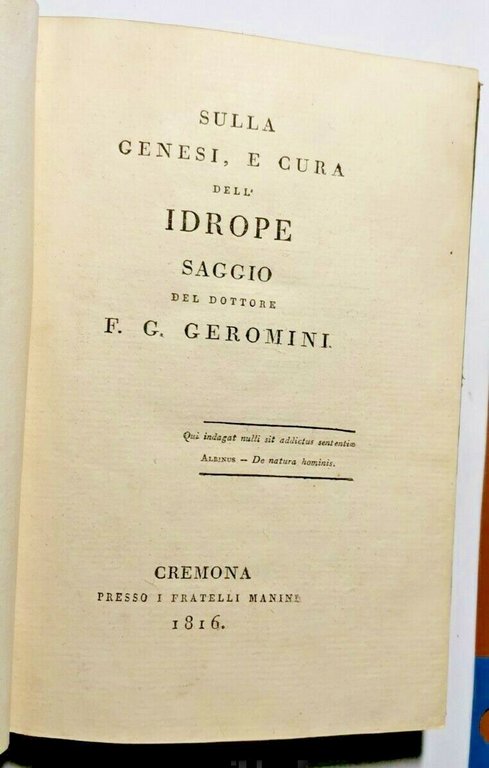 SULLA
GENESI, E CURA
DELL'
IDROPE
SAGGIO
DEL DOTTORE
F. G. GEROMINI
Qui indagat nulli sit addictus sententiæ
ALBINUS — De natura hominis.
CREMONA
PRESSO I FRATELLI MANINI
1816.